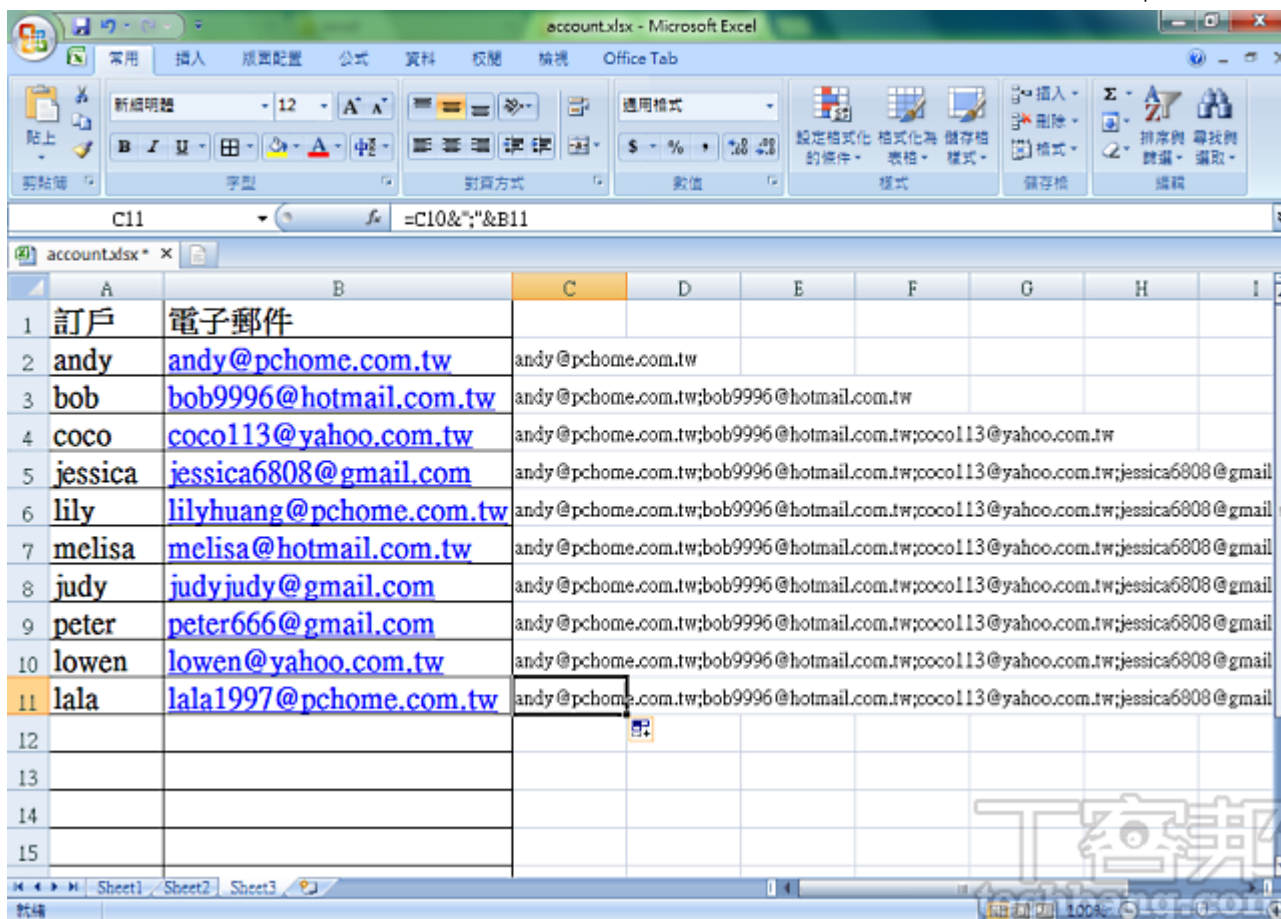 account.xlsx - Microsoft Excel
常用 插入 版面配置 公式 資料 校閱 檢視 Office Tab
新細明體 12 A A 通用格式 插入 Σ
貼上 B I U A 中 $ % , .00 設定格式化的條件 格式化為表格 儲存格樣式 刪除 格式 排序與篩選 尋找與選取
剪貼簿 字型 對齊方式 數值 樣式 儲存格 編輯
C11 fx =C10&";"&B11
account.xlsx *
A B C D E F G H I
1 訂戶 電子郵件
2 andy andy@pchome.com.tw andy@pchome.com.tw
3 bob bob9996@hotmail.com.tw andy@pchome.com.tw;bob9996@hotmail.com.tw
4 coco coco113@yahoo.com.tw andy@pchome.com.tw;bob9996@hotmail.com.tw;coco113@yahoo.com.tw
5 jessica jessica6808@gmail.com andy@pchome.com.tw;bob9996@hotmail.com.tw;coco113@yahoo.com.tw;jessica6808@gmail
6 lily lilyhuang@pchome.com.tw andy@pchome.com.tw;bob9996@hotmail.com.tw;coco113@yahoo.com.tw;jessica6808@gmail
7 melisa melisa@hotmail.com.tw andy@pchome.com.tw;bob9996@hotmail.com.tw;coco113@yahoo.com.tw;jessica6808@gmail
8 judy judyjudy@gmail.com andy@pchome.com.tw;bob9996@hotmail.com.tw;coco113@yahoo.com.tw;jessica6808@gmail
9 peter peter666@gmail.com andy@pchome.com.tw;bob9996@hotmail.com.tw;coco113@yahoo.com.tw;jessica6808@gmail
10 lowen lowen@yahoo.com.tw andy@pchome.com.tw;bob9996@hotmail.com.tw;coco113@yahoo.com.tw;jessica6808@gmail
11 lala lala1997@pchome.com.tw andy@pchome.com.tw;bob9996@hotmail.com.tw;coco113@yahoo.com.tw;jessica6808@gmail
12
13
14
15
T客邦
Sheet1 Sheet2 Sheet3
techbang.com
就緒 100%